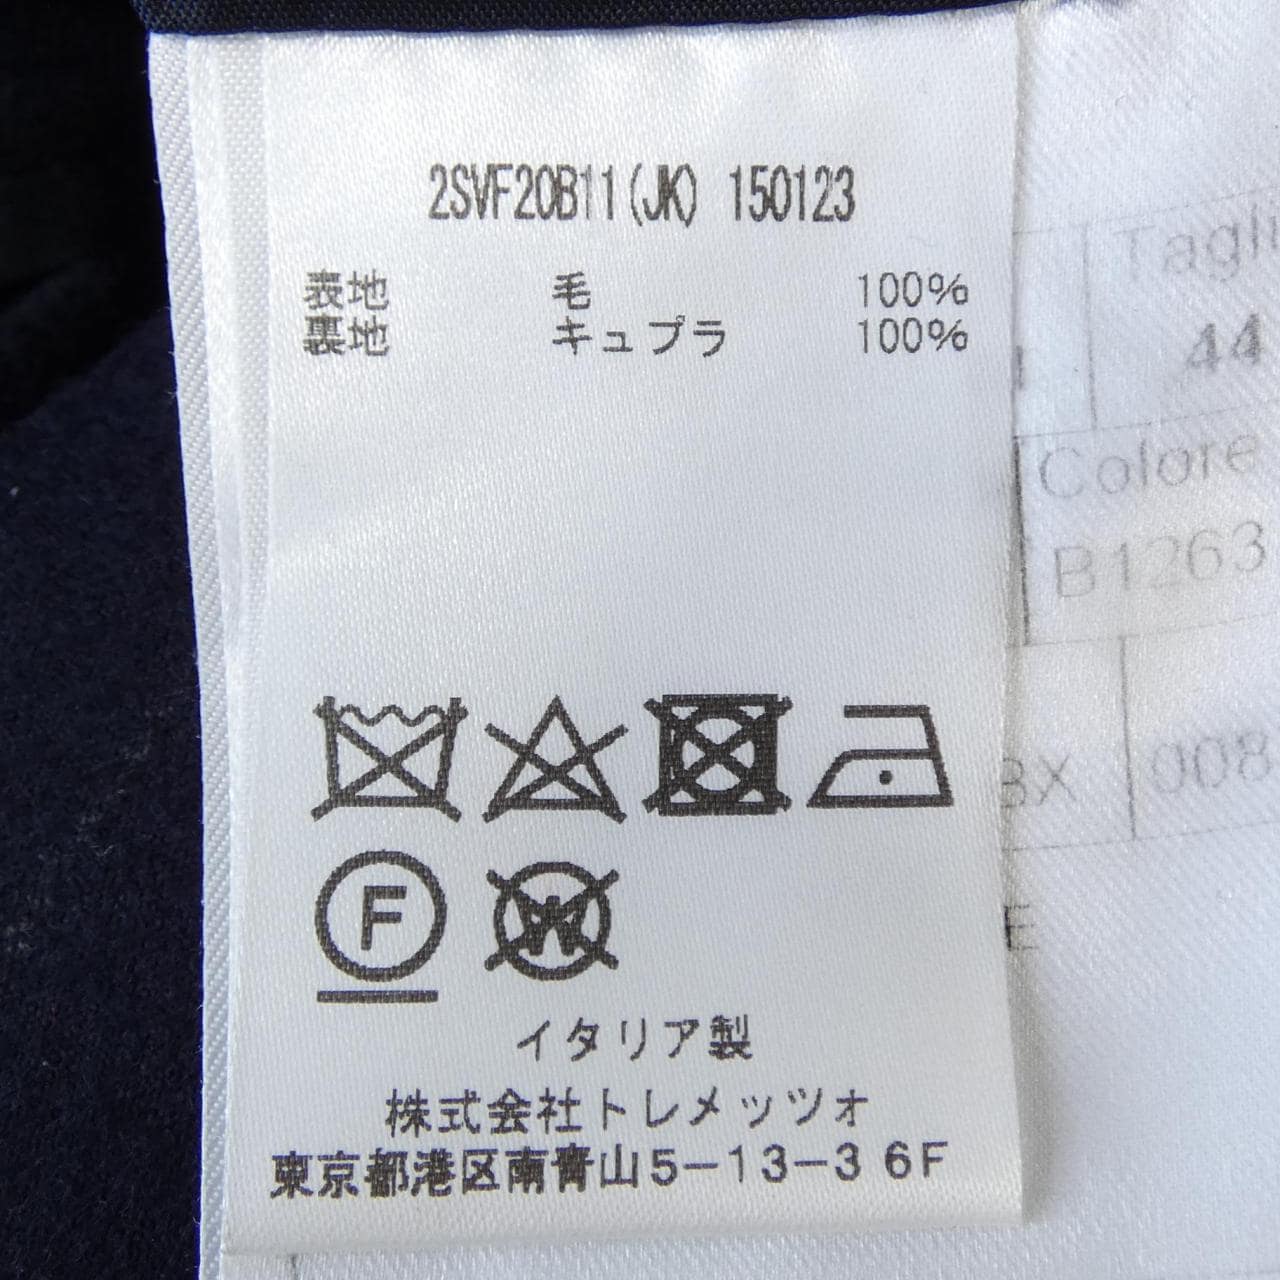 2SVF20B11(JK) 150123
表地 毛 100%
裏地 キュプラ 100%
F
W
イタリア製
株式会社トレメッツォ
東京都港区南青山5-13-3 6F
44
Colore
B1263
008